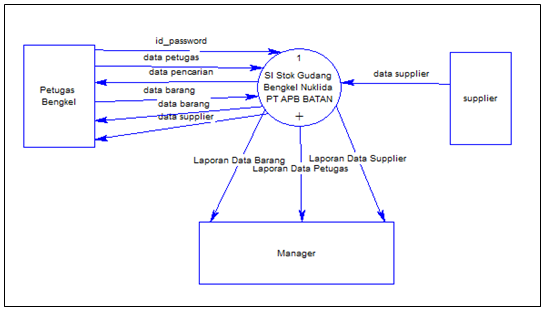 id_password
data petugas
data pencarian
data barang
data barang
data supplier
Petugas
Bengkel
1
SI Stok Gudang
Bengkel Nuklida
PT APB BATAN
+
data supplier
supplier
Laporan Data Barang
Laporan Data Petugas
Laporan Data Supplier
Manager